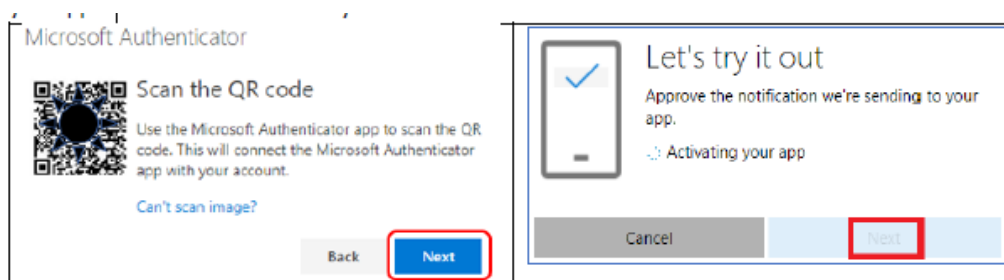 Microsoft Authenticator
Scan the QR code
Use the Microsoft Authenticator app to scan the QR
code. This will connect the Microsoft Authenticator
app with your account.
Can't scan image?
Back
Next
Let's try it out
Approve the notification we're sending to your
app.
Activating your app
Cancel
Next